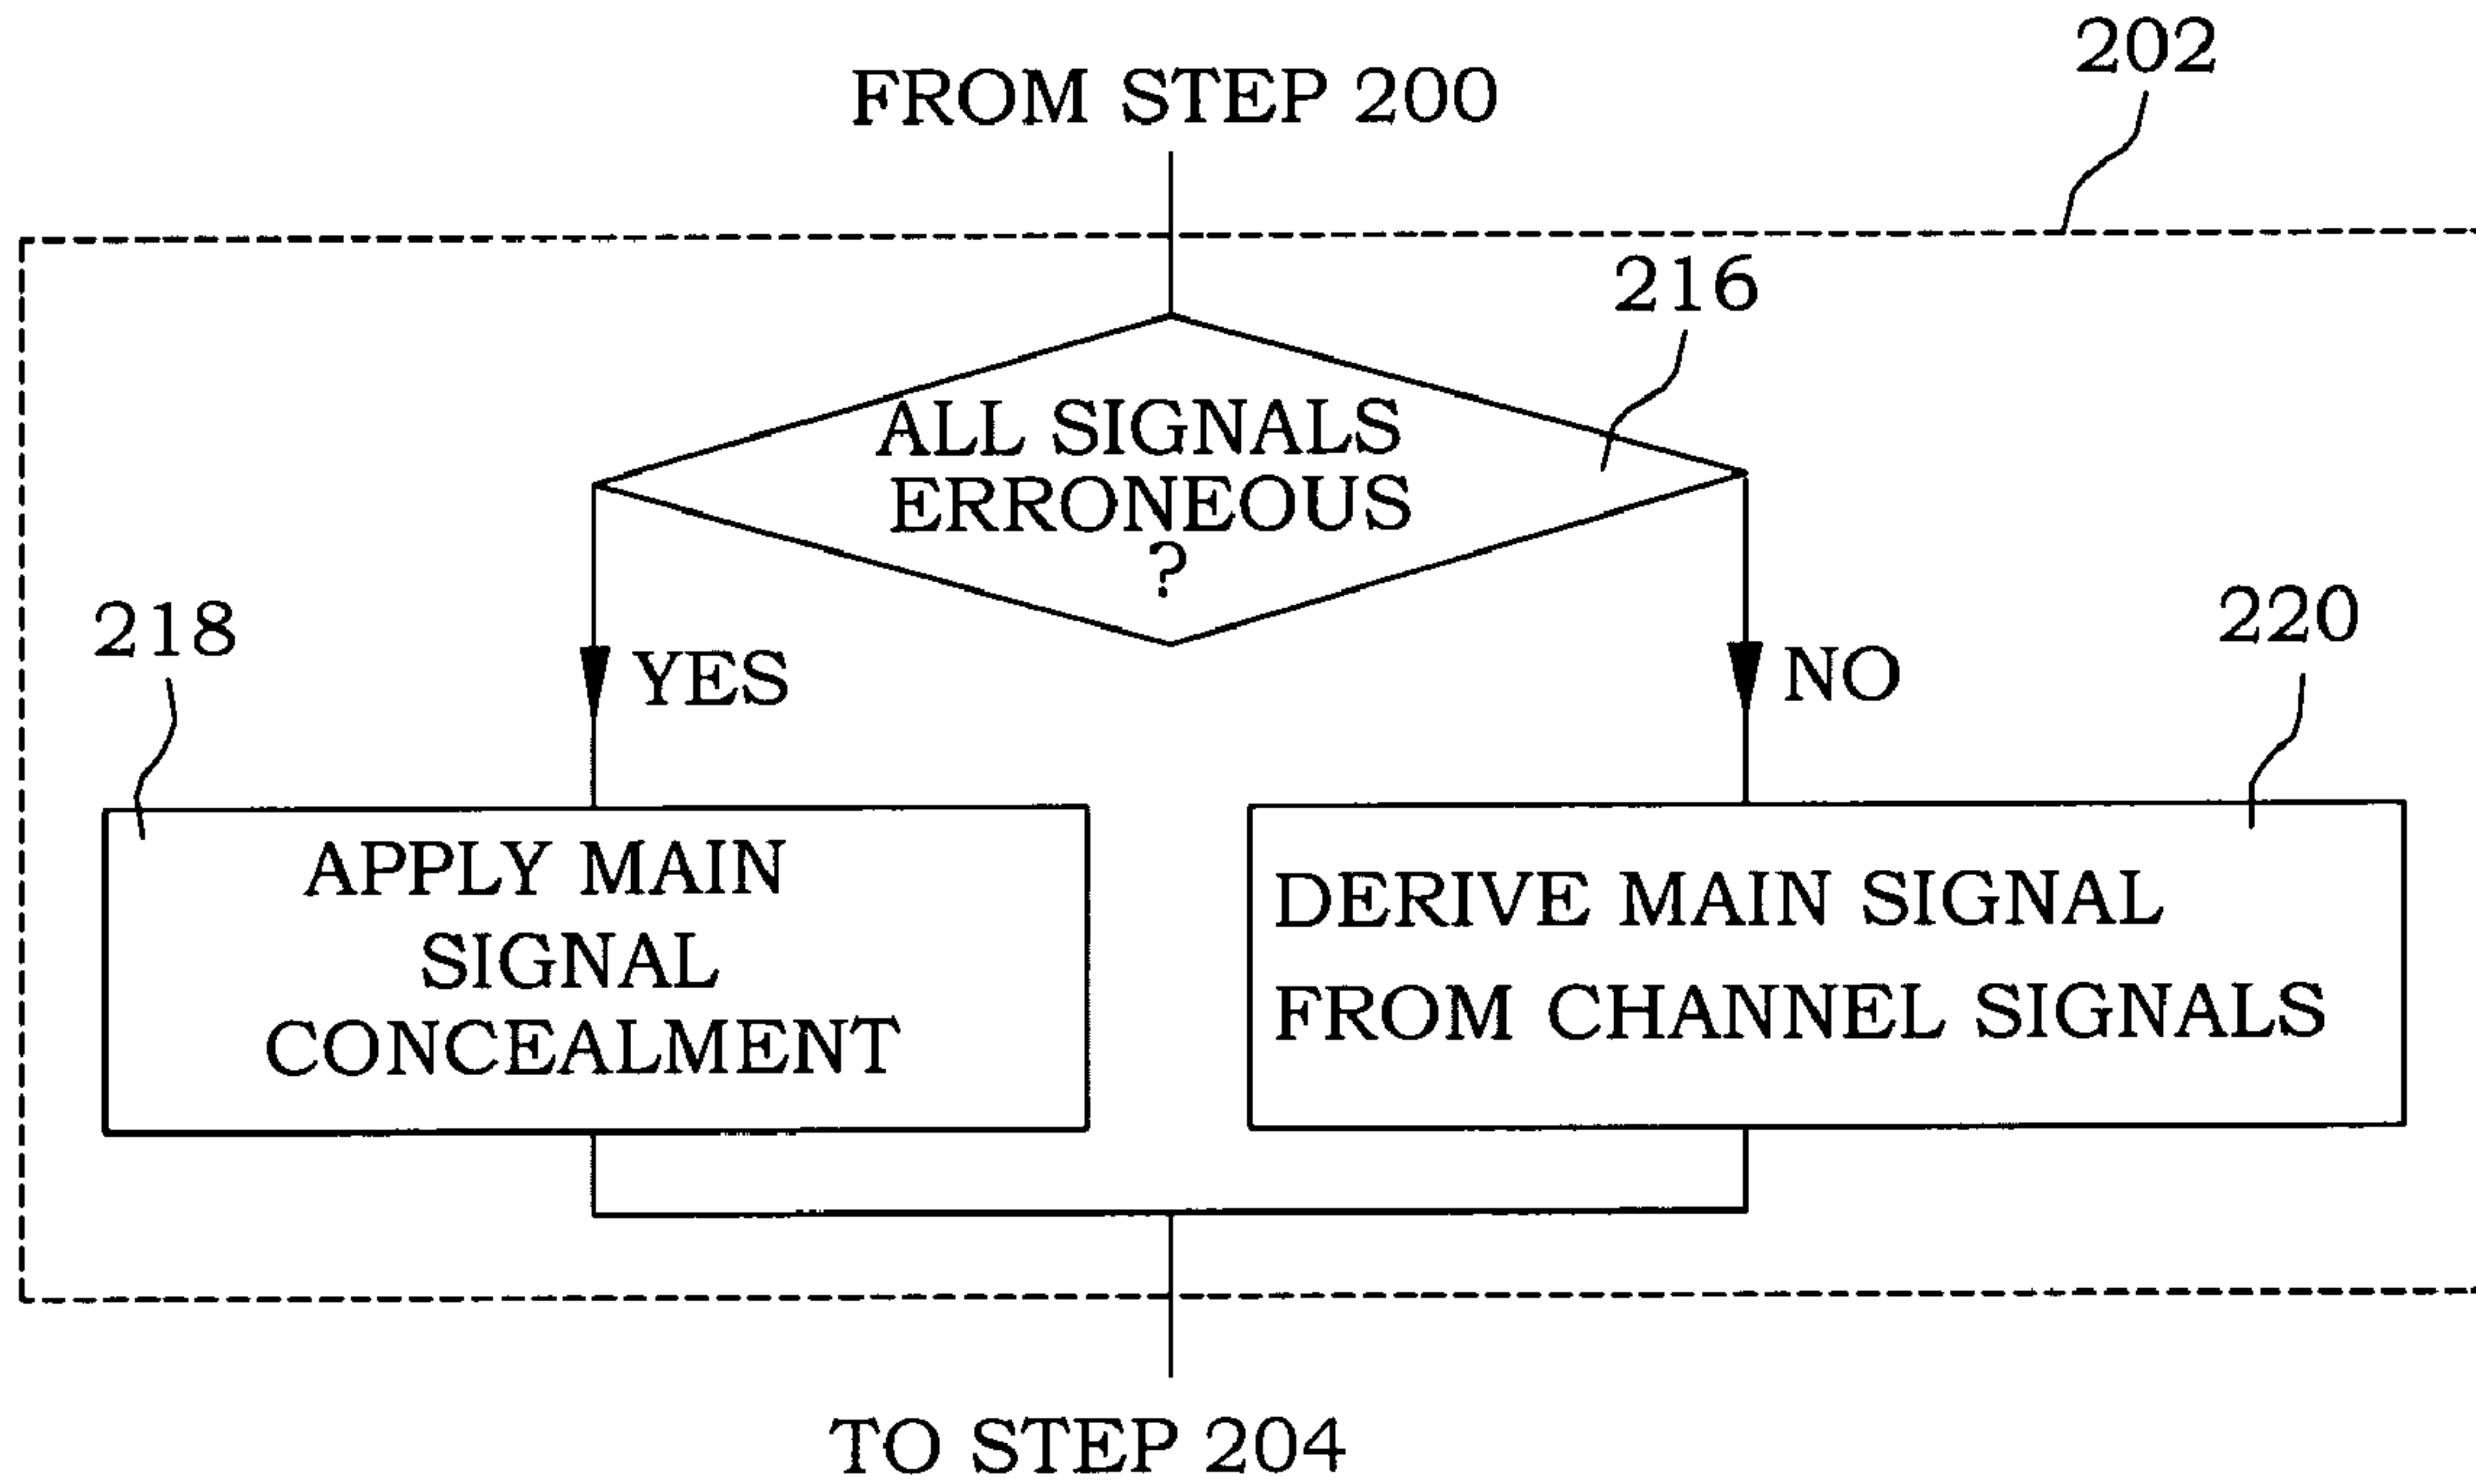 202
FROM STEP 200
216
ALL SIGNALS
ERRONEOUS
?
218
YES
NO
220
APPLY MAIN
SIGNAL
CONCEALMENT
DERIVE MAIN SIGNAL
FROM CHANNEL SIGNALS
TO STEP 204